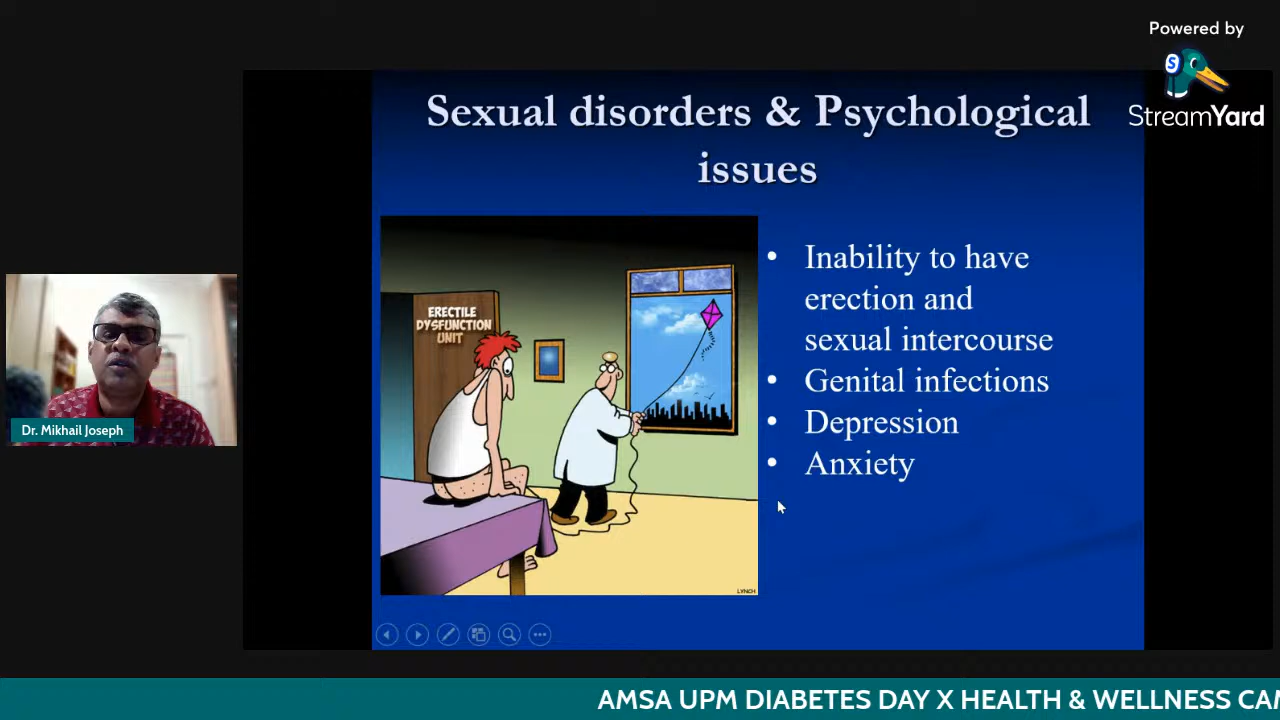 Powered by
S
StreamYard
Sexual disorders & Psychological
issues
ERECTILE
DYSFUNCTION
UNIT
LYNCH
• Inability to have
erection and
sexual intercourse
• Genital infections
• Depression
• Anxiety
Dr. Mikhail Joseph
AMSA UPM DIABETES DAY X HEALTH & WELLNESS CA